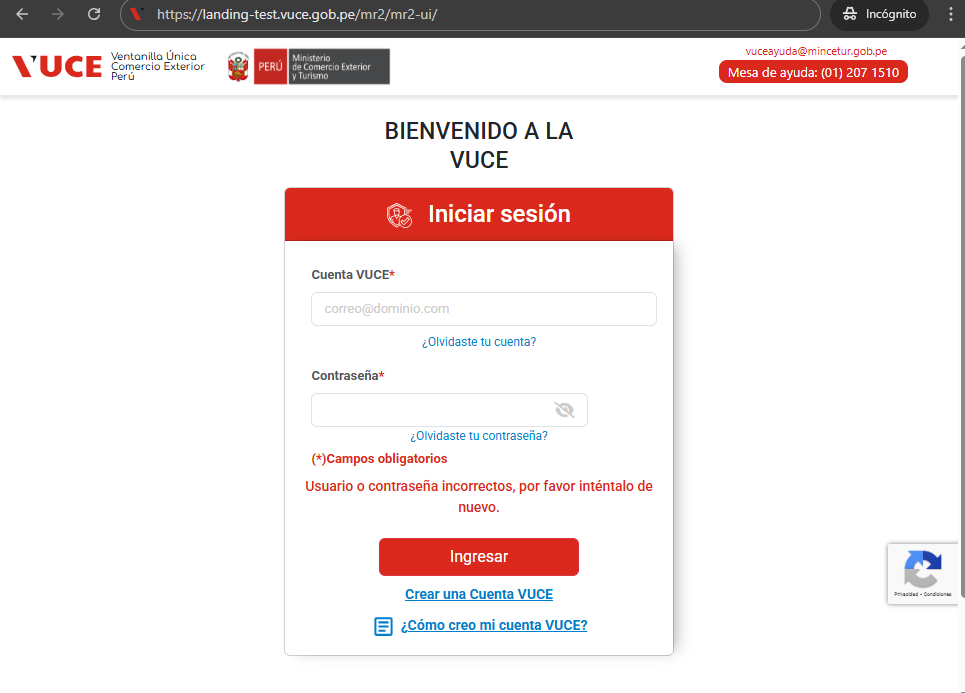 https://landing-test.vuce.gob.pe/mr2/mr2-ui/
Incógnito
VUCE
Ventanilla Única
Comercio Exterior
Perú
PERÚ
Ministerio
de Comercio Exterior
y Turismo
vuceayuda@mincetur.gob.pe
Mesa de ayuda: (01) 207 1510
BIENVENIDO A LA
VUCE
Iniciar sesión
Cuenta VUCE*
correo@dominio.com
¿Olvidaste tu cuenta?
Contraseña*
¿Olvidaste tu contraseña?
(*)Campos obligatorios
Usuario o contraseña incorrectos, por favor inténtalo de
nuevo.
Ingresar
Crear una Cuenta VUCE
¿Cómo creo mi cuenta VUCE?
Privacidad - Condiciones